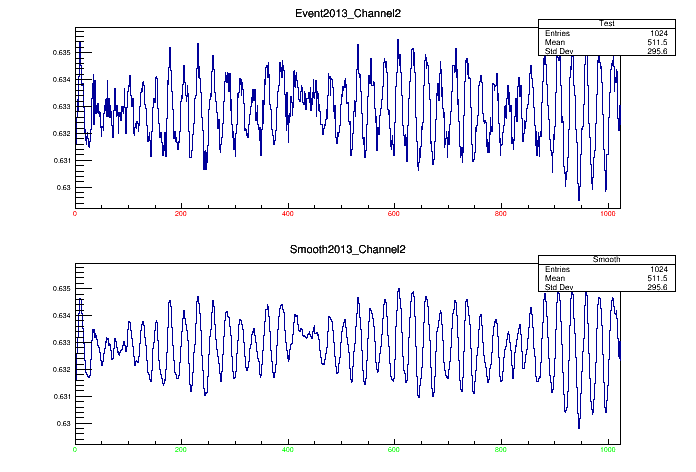 Event2013_Channel2
Test
Entries 1024
Mean 511.5
Std Dev 295.6
0.635
0.634
0.633
0.632
0.631
0.63
0 200 400 600 800 1000
Smooth2013_Channel2
Smooth
Entries 1024
Mean 511.5
Std Dev 295.6
0.635
0.634
0.633
0.632
0.631
0.63
0 200 400 600 800 1000